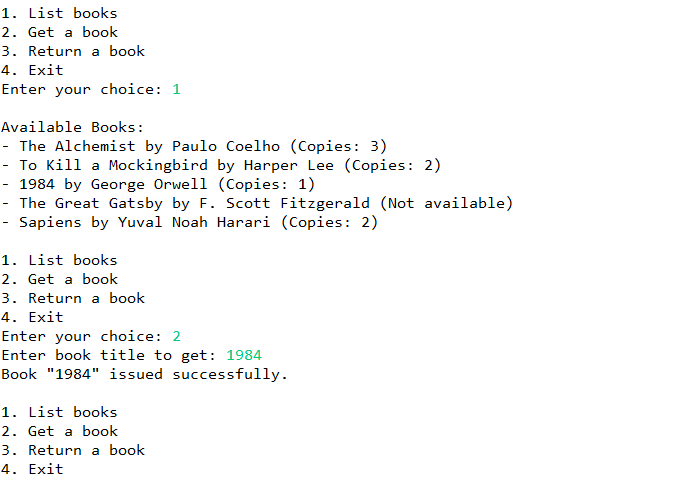 1. List books
2. Get a book
3. Return a book
4. Exit
Enter your choice: 1

Available Books:
- The Alchemist by Paulo Coelho (Copies: 3)
- To Kill a Mockingbird by Harper Lee (Copies: 2)
- 1984 by George Orwell (Copies: 1)
- The Great Gatsby by F. Scott Fitzgerald (Not available)
- Sapiens by Yuval Noah Harari (Copies: 2)

1. List books
2. Get a book
3. Return a book
4. Exit
Enter your choice: 2
Enter book title to get: 1984
Book "1984" issued successfully.

1. List books
2. Get a book
3. Return a book
4. Exit